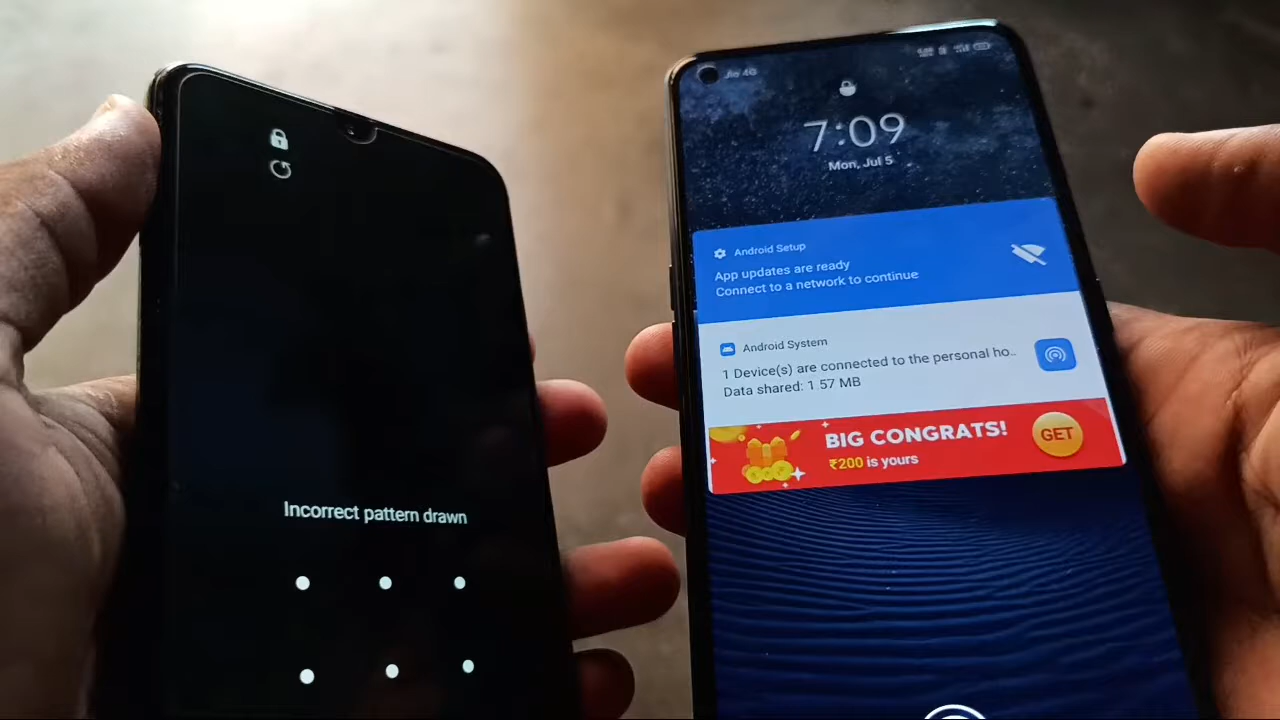 Incorrect pattern drawn
Jio 4G
7:09
Mon, Jul 5
Android Setup
App updates are ready
Connect to a network to continue
Android System
1 Device(s) are connected to the personal ho..
Data shared: 1.57 MB
BIG CONGRATS!
₹200 is yours
GET